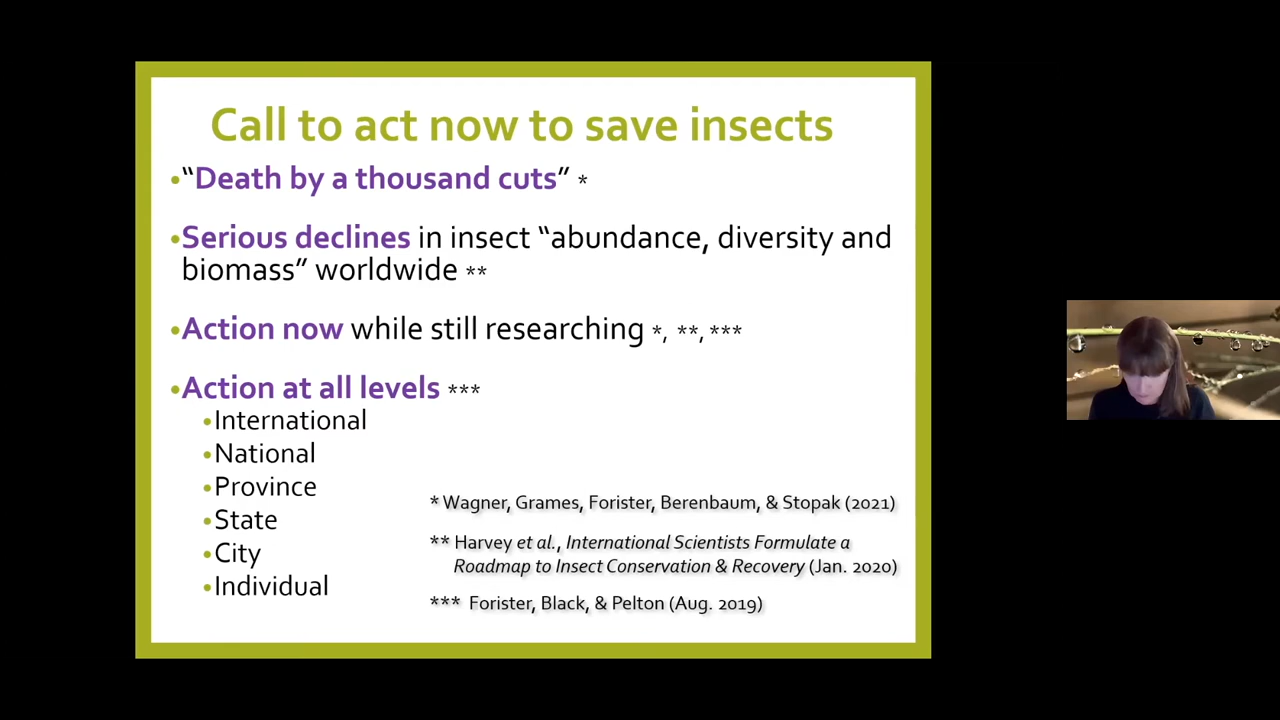 Call to act now to save insects
•“Death by a thousand cuts” *
•Serious declines in insect “abundance, diversity and
biomass” worldwide **
•Action now while still researching *, **, ***
•Action at all levels ***
•International
•National
•Province
•State
•City
•Individual
* Wagner, Grames, Forister, Berenbaum, & Stopak (2021)
** Harvey et al., International Scientists Formulate a
Roadmap to Insect Conservation & Recovery (Jan. 2020)
*** Forister, Black, & Pelton (Aug. 2019)